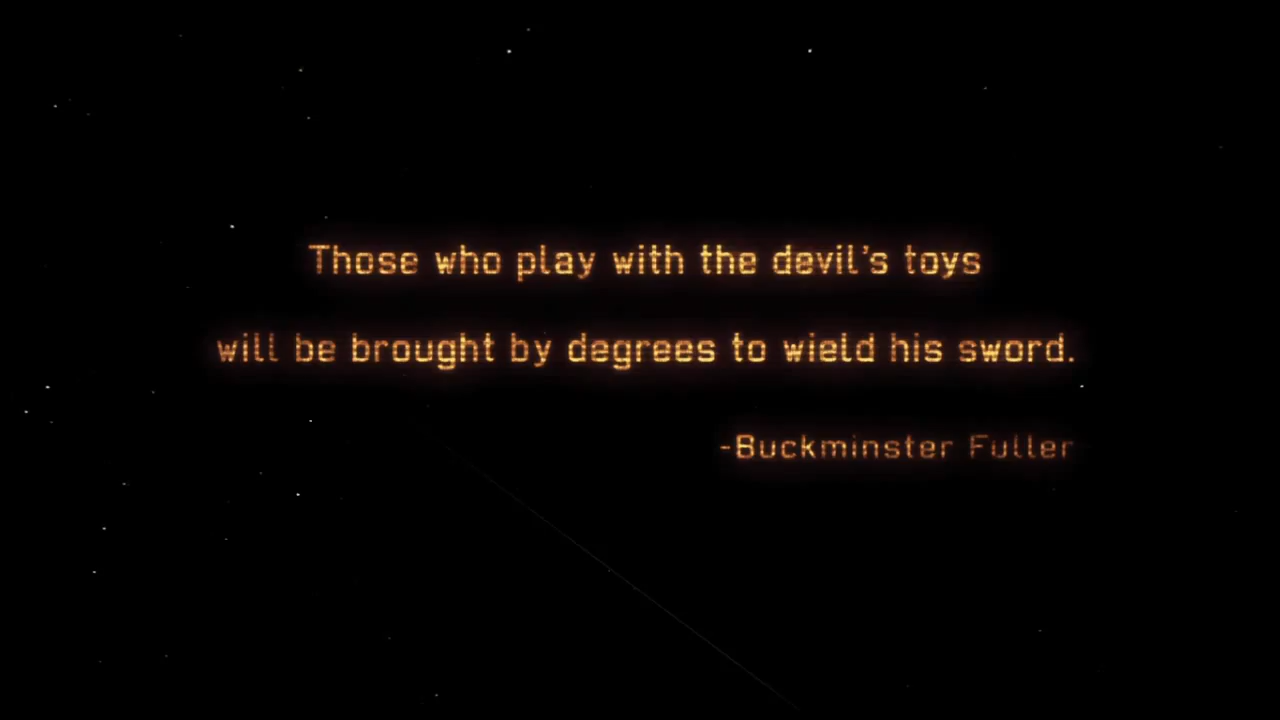 Those who play with the devil's toys
will be brought by degrees to wield his sword.
-Buckminster Fuller